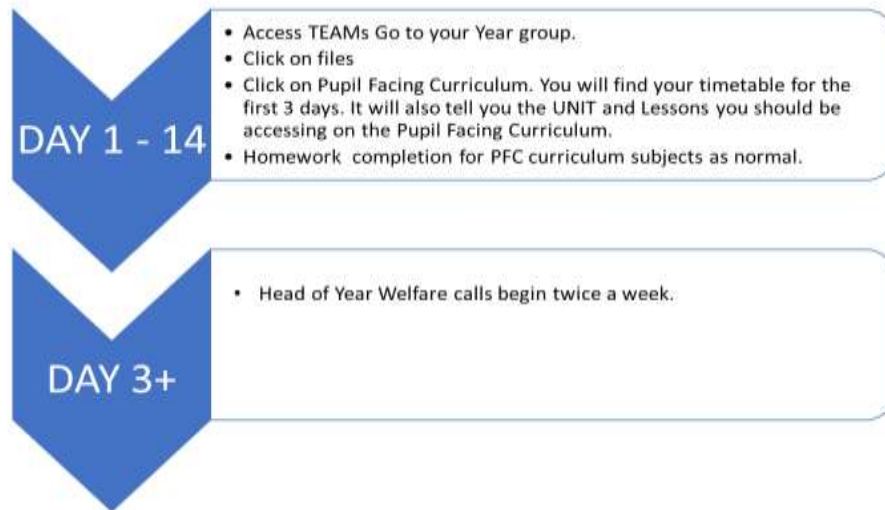 DAY 1 - 14
• Access TEAMs Go to your Year group.
• Click on files
• Click on Pupil Facing Curriculum. You will find your timetable for the
first 3 days. It will also tell you the UNIT and Lessons you should be
accessing on the Pupil Facing Curriculum.
• Homework completion for PFC curriculum subjects as normal.
DAY 3+
• Head of Year Welfare calls begin twice a week.